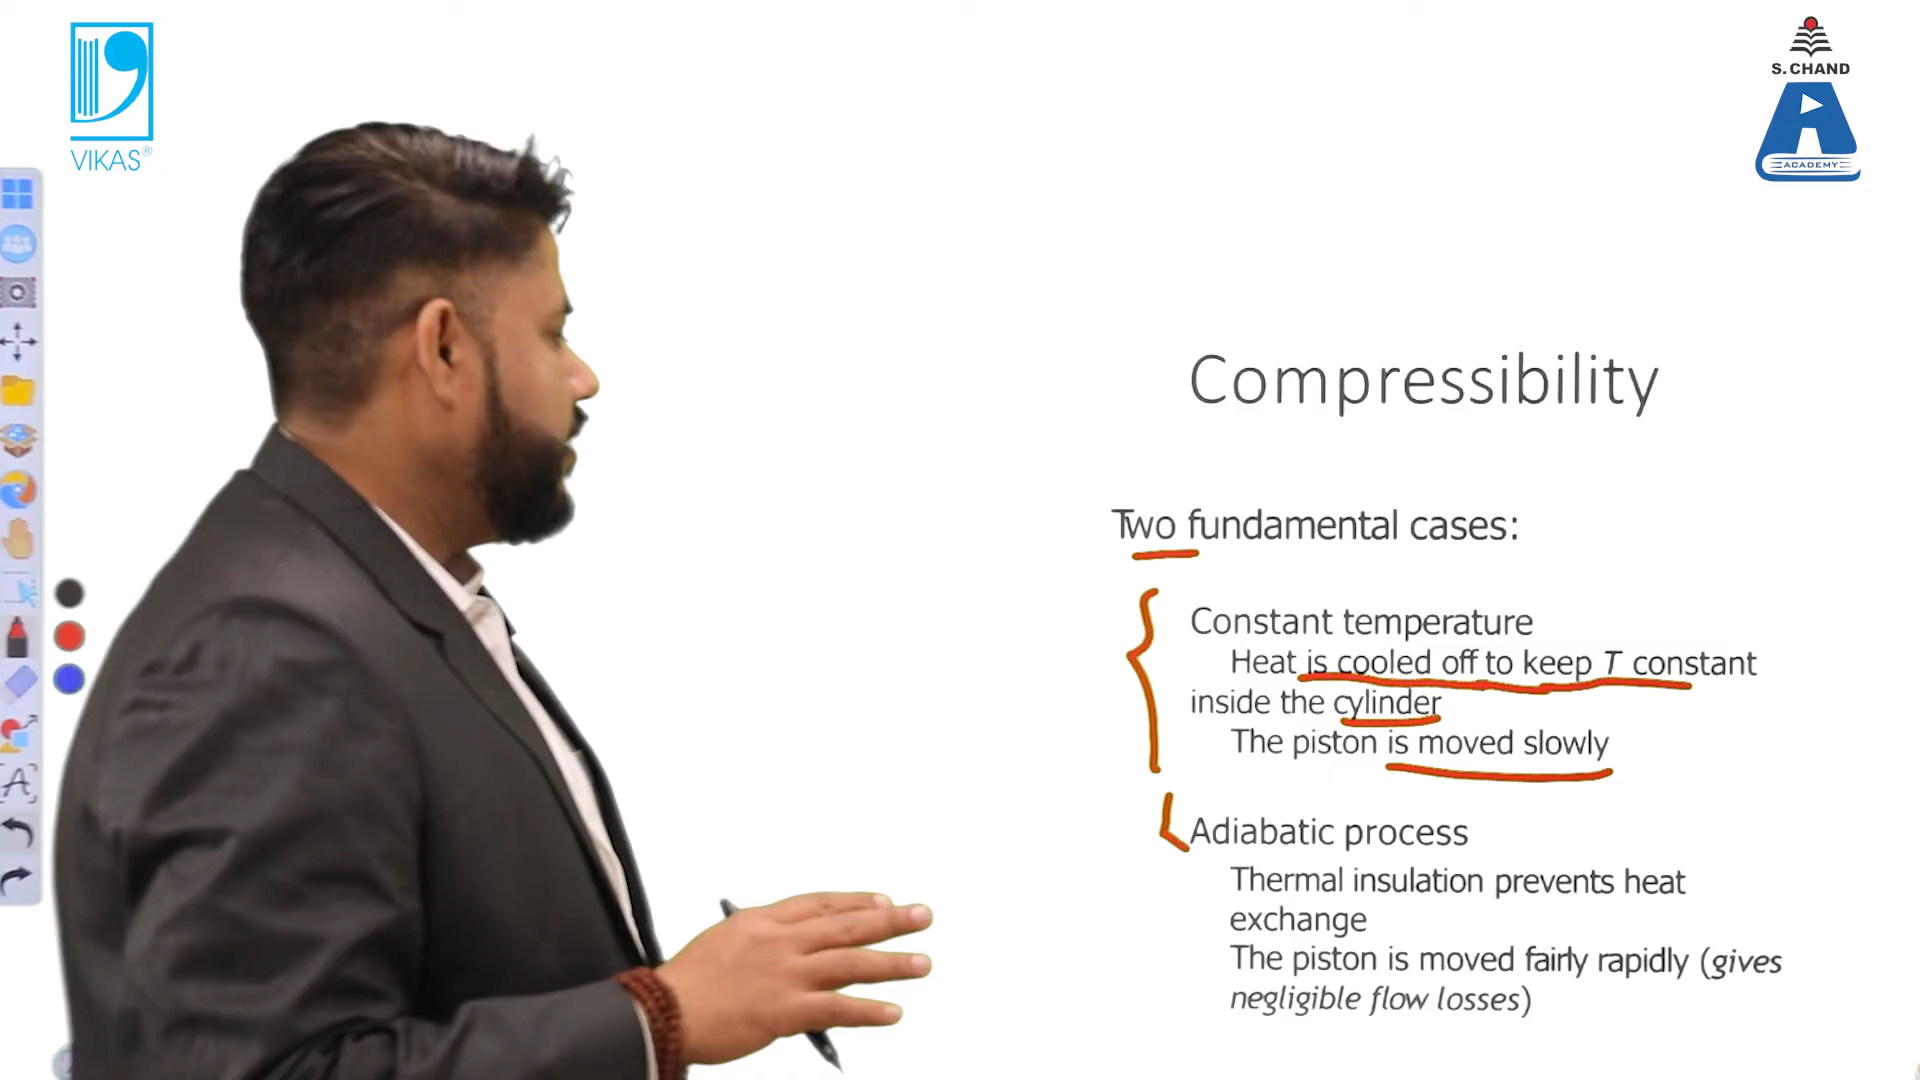 VIKAS®
S. CHAND
ACADEMY
Compressibility
Two fundamental cases:
Constant temperature
Heat is cooled off to keep T constant
inside the cylinder
The piston is moved slowly
Adiabatic process
Thermal insulation prevents heat
exchange
The piston is moved fairly rapidly (gives
negligible flow losses)